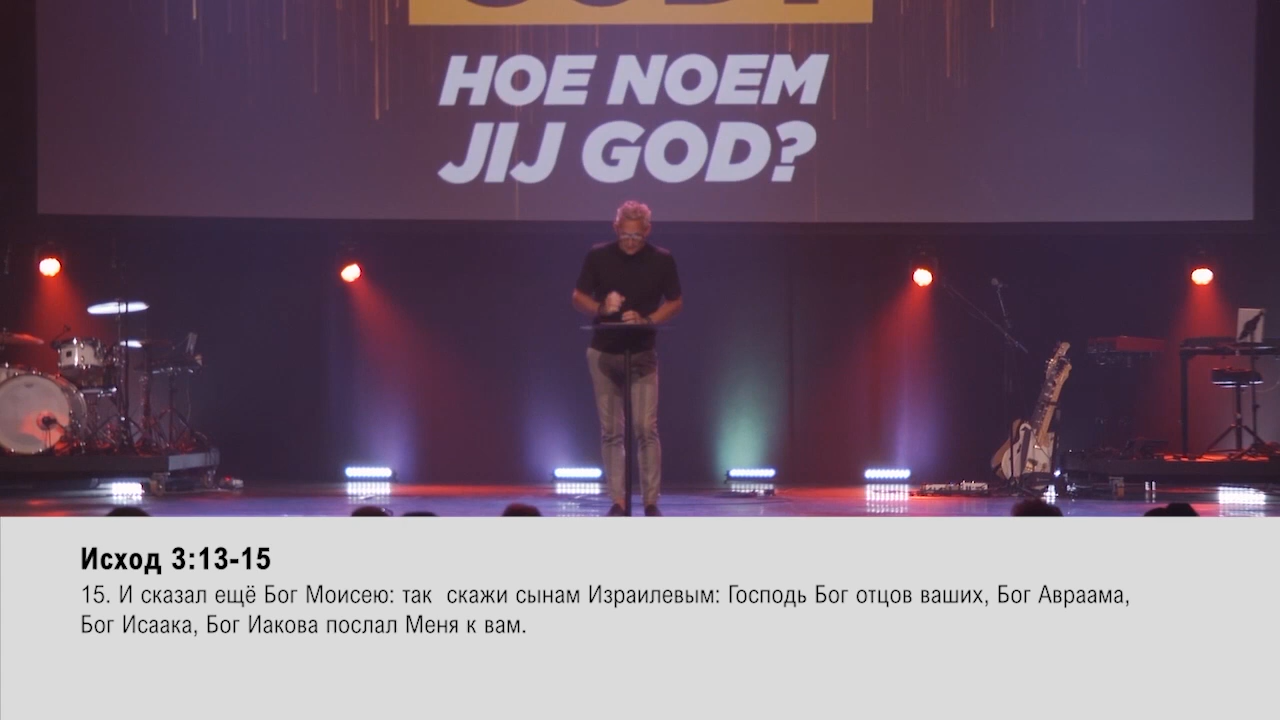 HOE NOEM
JIJ GOD?
Исход 3:13-15
15. И сказал ещё Бог Моисею: так скажи сынам Израилевым: Господь Бог отцов ваших, Бог Авраама,
Бог Исаака, Бог Иакова послал Меня к вам.